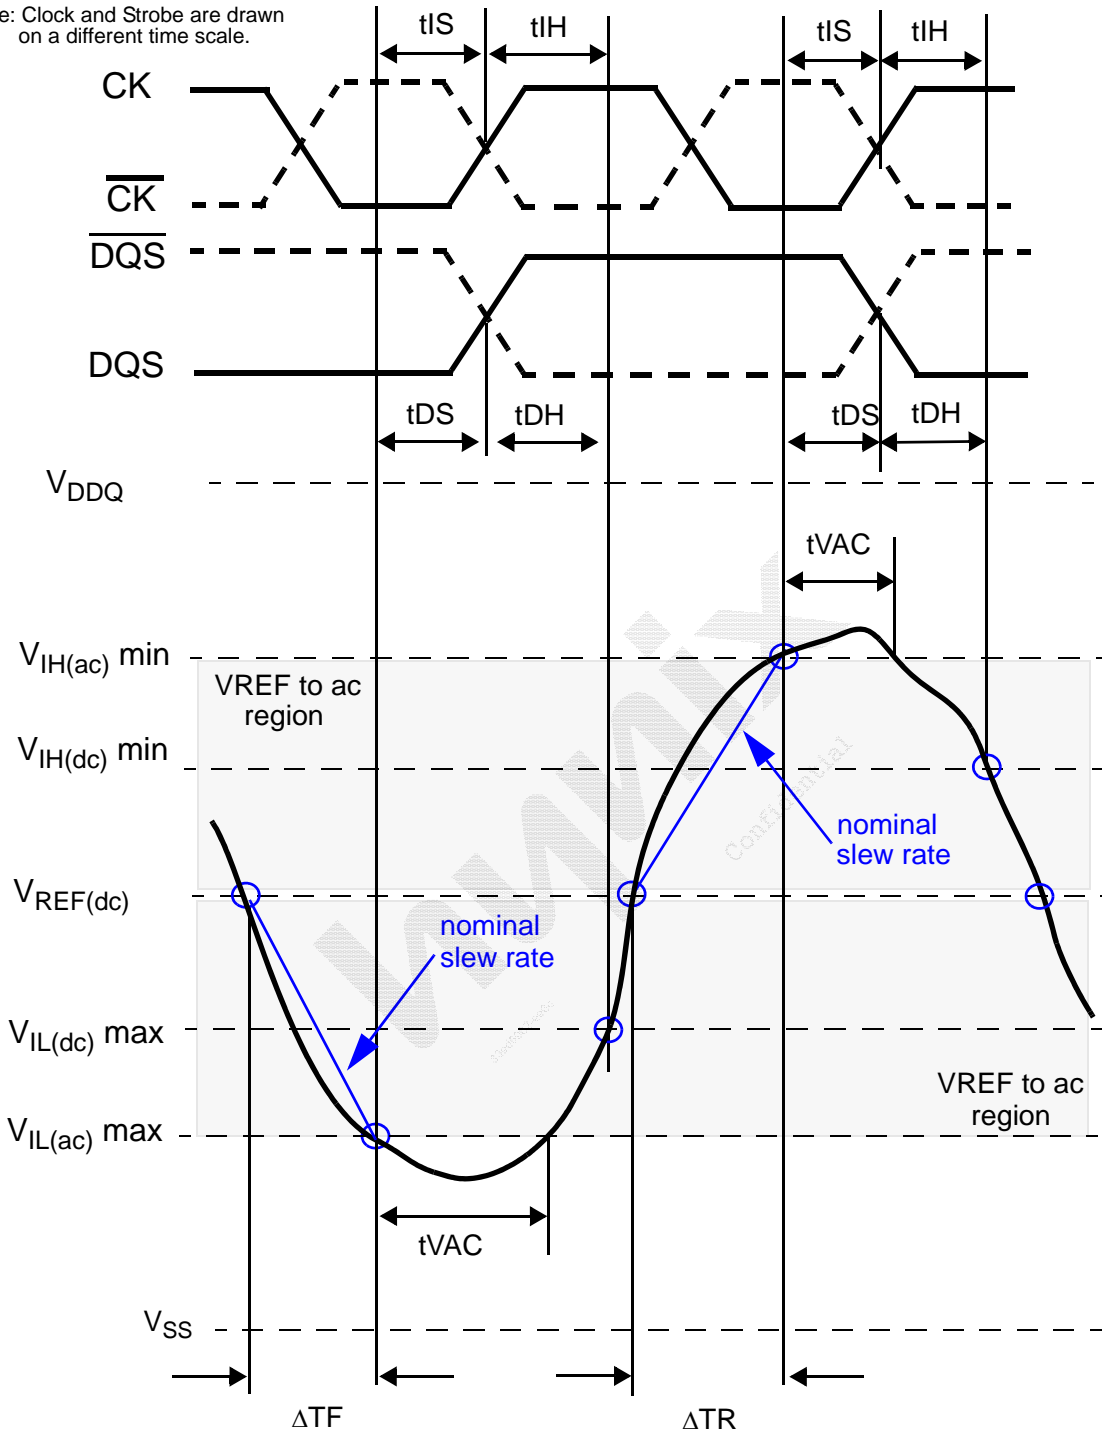 e: Clock and Strobe are drawn
on a different time scale.
tIS
tIH
tIS
tIH
CK
CK
DQS
DQS
tDS
tDH
tDS
tDH
VDDQ
tVAC
VIH(ac) min
VREF to ac
region
VIH(dc) min
Confidential
nominal
slew rate
VREF(dc)
nominal
slew rate
VIL(dc) max
VREF to ac
region
VIL(ac) max
tVAC
VSS
ΔTF
ΔTR